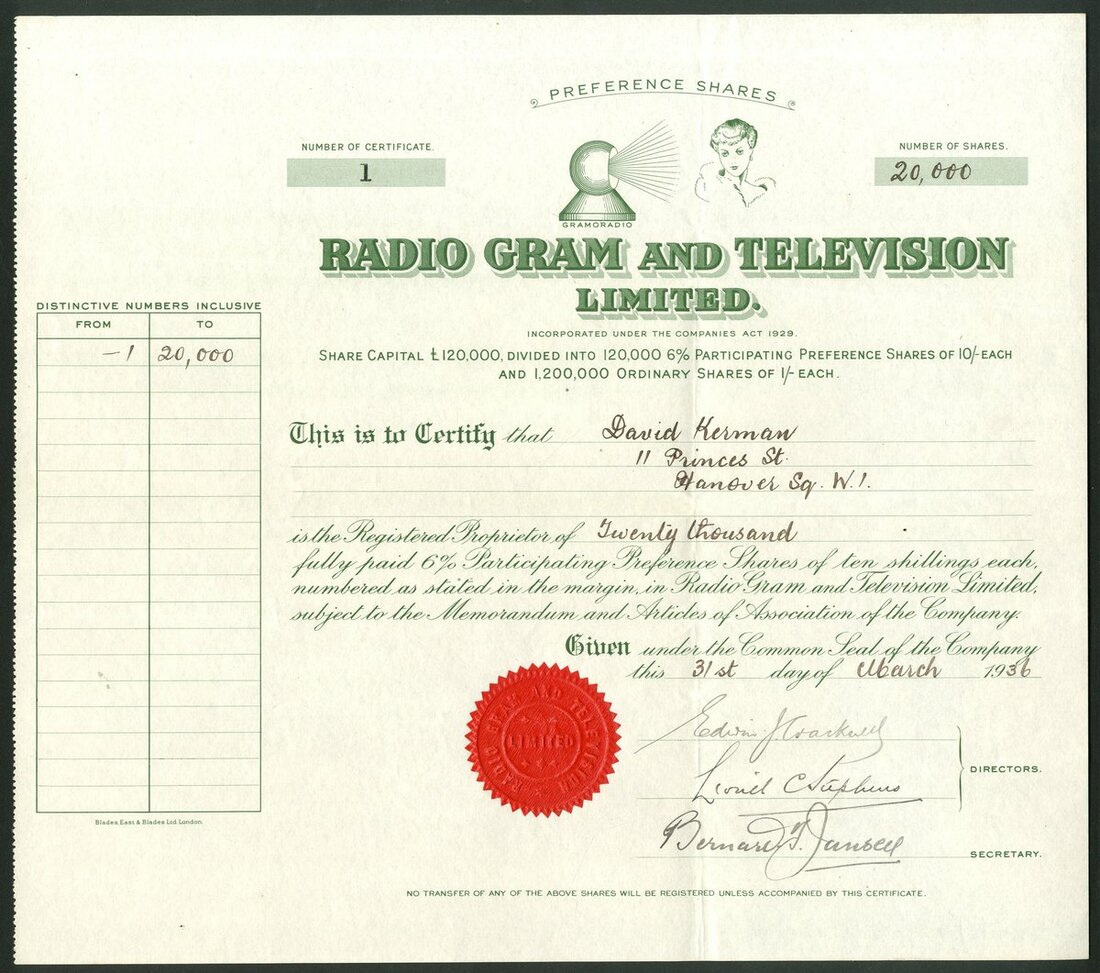 PREFERENCE SHARES
NUMBER OF CERTIFICATE.
1
NUMBER OF SHARES.
20,000
GRAMORADIO
RADIO GRAM AND TELEVISION
LIMITED.
INCORPORATED UNDER THE COMPANIES ACT 1929.
SHARE CAPITAL £120,000, DIVIDED INTO 120,000 6% PARTICIPATING PREFERENCE SHARES OF 10/- EACH
AND 1,200,000 ORDINARY SHARES OF 1/- EACH.
DISTINCTIVE NUMBERS INCLUSIVE
FROM TO
–1 20,000
This is to Certify that David Kerman
11 Princes St.
Hanover Sq. W.1.
is the Registered Proprietor of Twenty thousand
fully paid 6% Participating Preference Shares of ten shillings each,
numbered as stated in the margin, in Radio Gram and Television Limited,
subject to the Memorandum and Articles of Association of the Company.
Given under the Common Seal of the Company
this 31st day of March 1936
RADIO GRAM AND TELEVISION
LIMITED
Edwin J.
Lionel C Stephens
DIRECTORS.
Bernard
SECRETARY.
Blades, East & Blades Ltd. London.
NO TRANSFER OF ANY OF THE ABOVE SHARES WILL BE REGISTERED UNLESS ACCOMPANIED BY THIS CERTIFICATE.